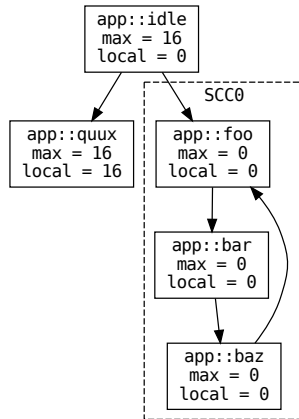 app::idle
max = 16
local = 0
SCC0
app::quux
max = 16
local = 16
app::foo
max = 0
local = 0
app::bar
max = 0
local = 0
app::baz
max = 0
local = 0